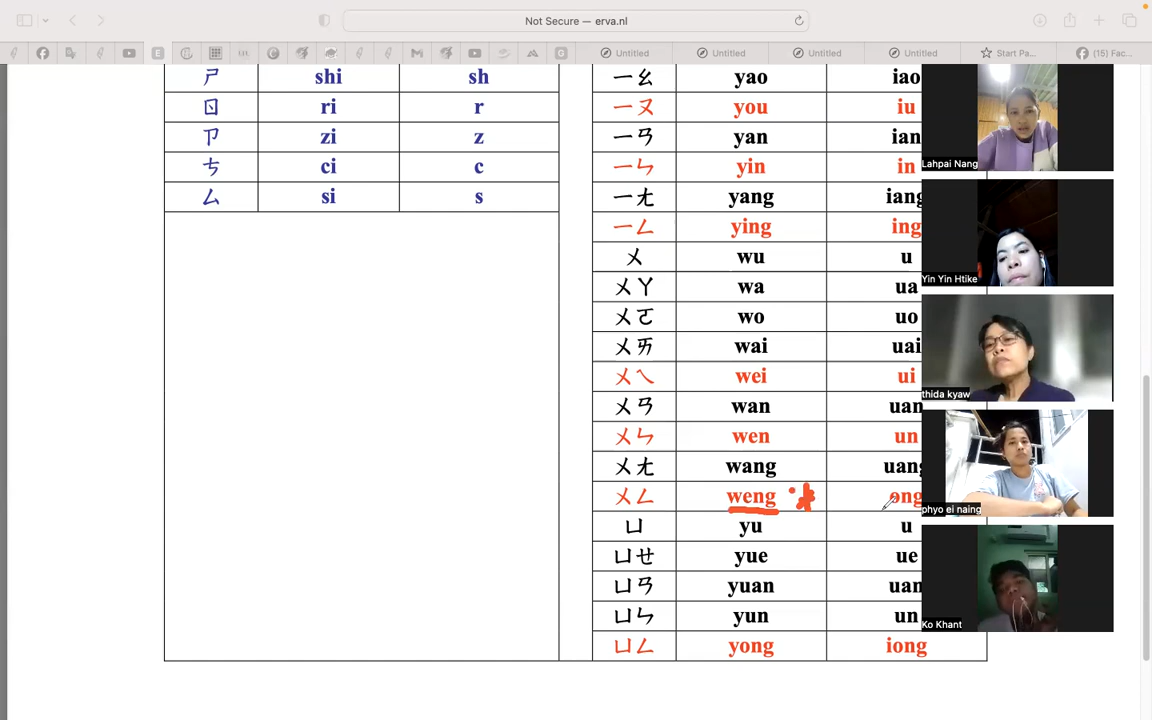 Not Secure — erva.nl
Untitled
Untitled
Untitled
Untitled
Start Pa...
(15) Fac...
ㄕ shi sh
ㄖ ri r
ㄗ zi z
ㄘ ci c
ㄙ si s
ㄧㄠ yao iao
ㄧㄡ you iu
ㄧㄢ yan ian
ㄧㄣ yin in
ㄧㄤ yang iang
ㄧㄥ ying ing
ㄨ wu u
ㄨㄚ wa ua
ㄨㄛ wo uo
ㄨㄞ wai uai
ㄨㄟ wei ui
ㄨㄢ wan uan
ㄨㄣ wen un
ㄨㄤ wang uang
ㄨㄥ weng ong
ㄩ yu u
ㄩㄝ yue ue
ㄩㄢ yuan uan
ㄩㄣ yun un
ㄩㄥ yong iong
Lahpai Nang
Yin Yin Htike
thida kyaw
phyo ei naing
Ko Khant